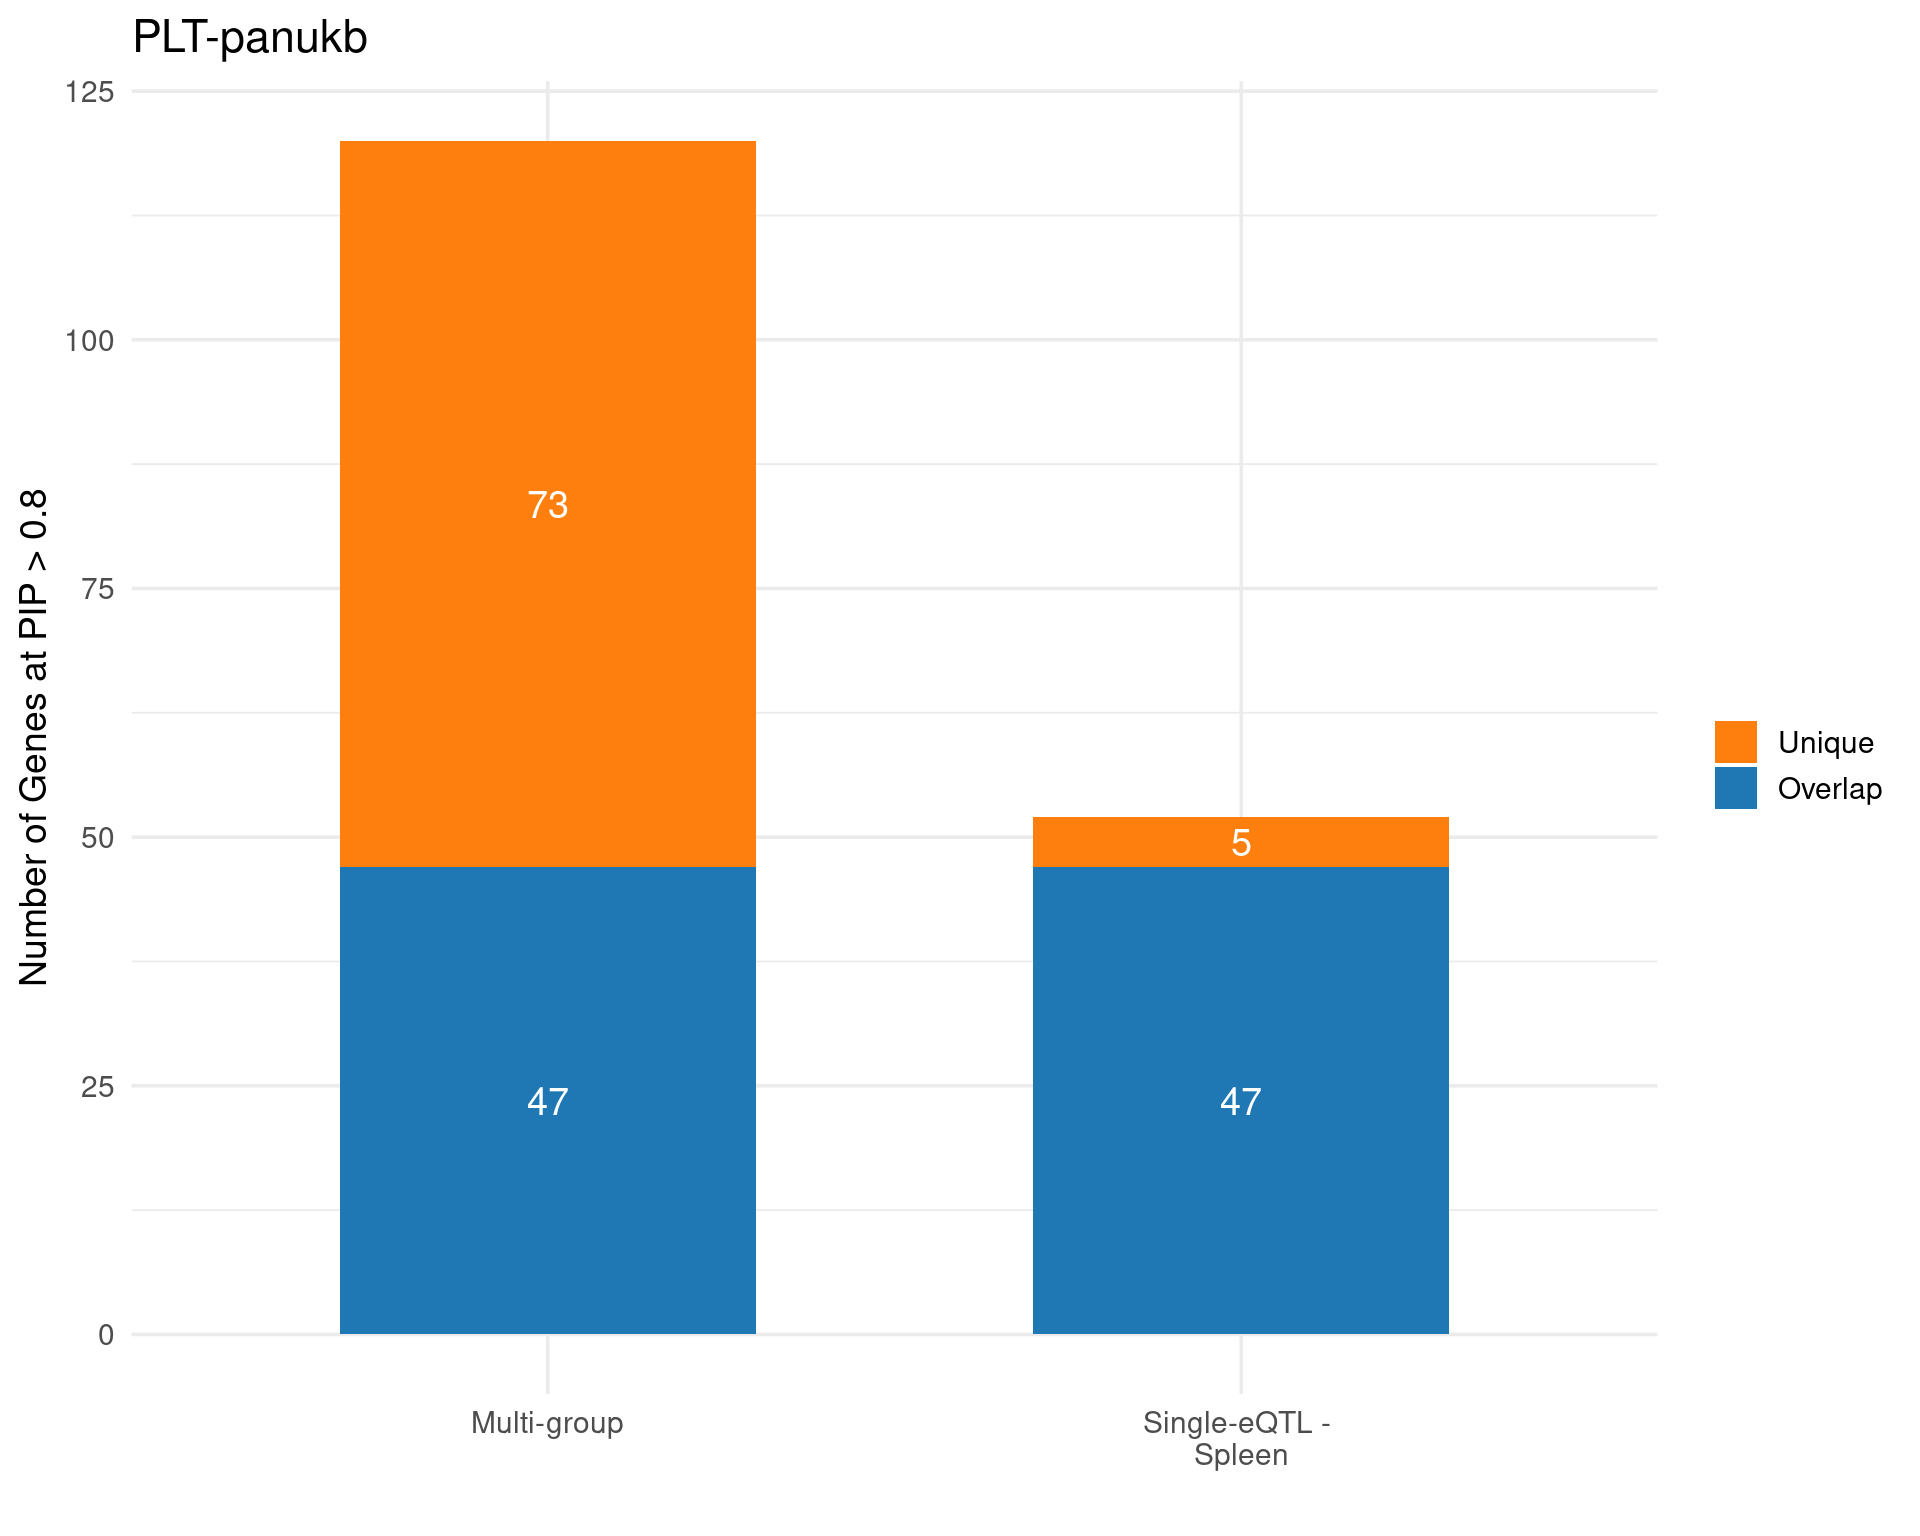 PLT-panukb
Number of Genes at PIP > 0.8
125
100
75
50
25
0
73
47
5
47
Multi-group
Single-eQTL -
Spleen
Unique
Overlap